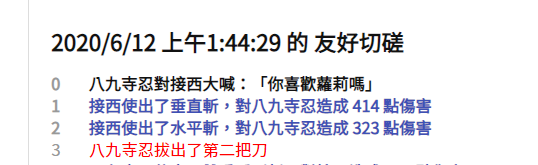 2020/6/12 上午1:44:29 的 友好切磋
0 八九寺忍對接西大喊：「你喜歡蘿莉嗎」
1 接西使出了垂直斬，對八九寺忍造成 414 點傷害
2 接西使出了水平斬，對八九寺忍造成 323 點傷害
3 八九寺忍拔出了第二把刀